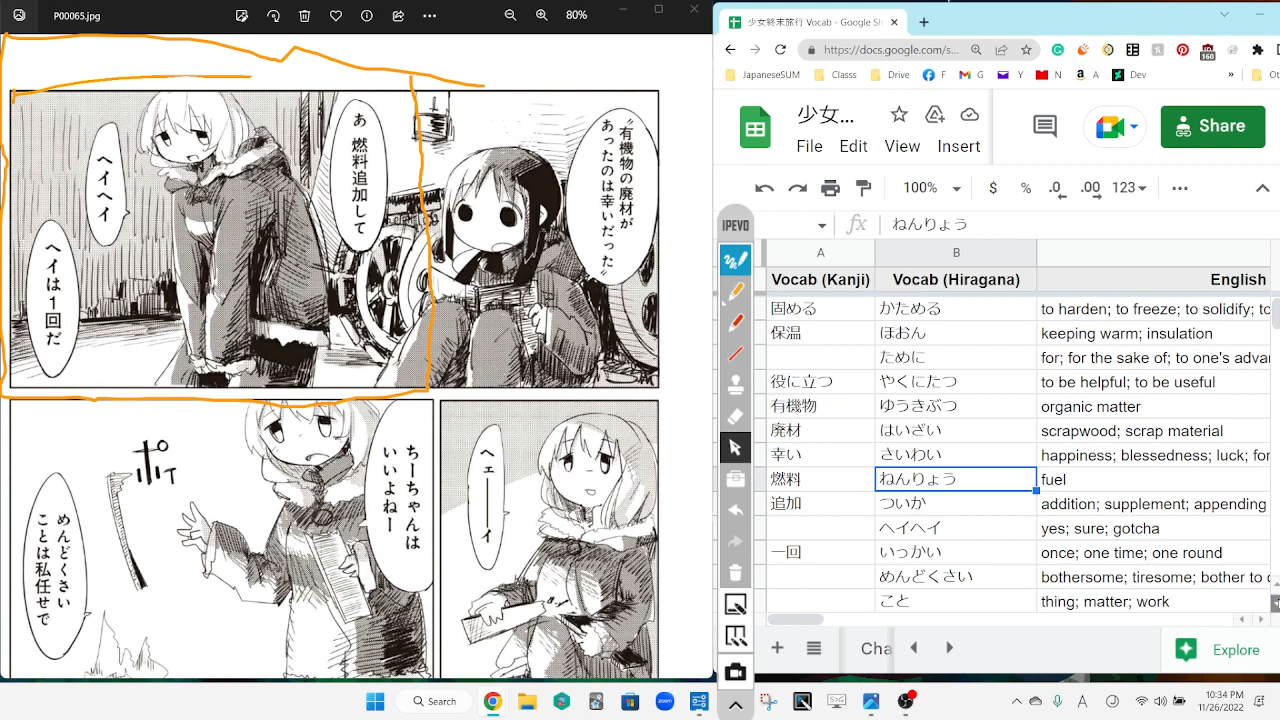 P00065.jpg
80%
"有機物の廃材が
あったのは幸いだった"
あ 燃料追加して
ヘイヘイ
ヘイは1回だ
ヘェーーイ
ちーちゃんは
いいよねー
ポイ
めんどくさい
ことは私任せで
少女終末旅行 Vocab - Google Sh
https://docs.google.com/s...
160
JapaneseSUM
Classs
Drive
F
G
Y
N
A
Dev
»
Ot
少女...
File Edit View Insert
Share
100% $ % .0 .00 123
IPEVO
fx ねんりょう
A B
Vocab (Kanji) Vocab (Hiragana) English
固める かためる to harden; to freeze; to solidify; to
保温 ほおん keeping warm; insulation
ために for; for the sake of; to one's advan
役に立つ やくにたつ to be helpful; to be useful
有機物 ゆうきぶつ organic matter
廃材 はいざい scrapwood; scrap material
幸い さいわい happiness; blessedness; luck; for
燃料 ねんりょう fuel
追加 ついか addition; supplement; appending
ヘイヘイ yes; sure; gotcha
一回 いっかい once; one time; one round
めんどくさい bothersome; tiresome; bother to
こと thing; matter; work
Cha
Explore
Search
zoom
A
10:34 PM
11/26/2022